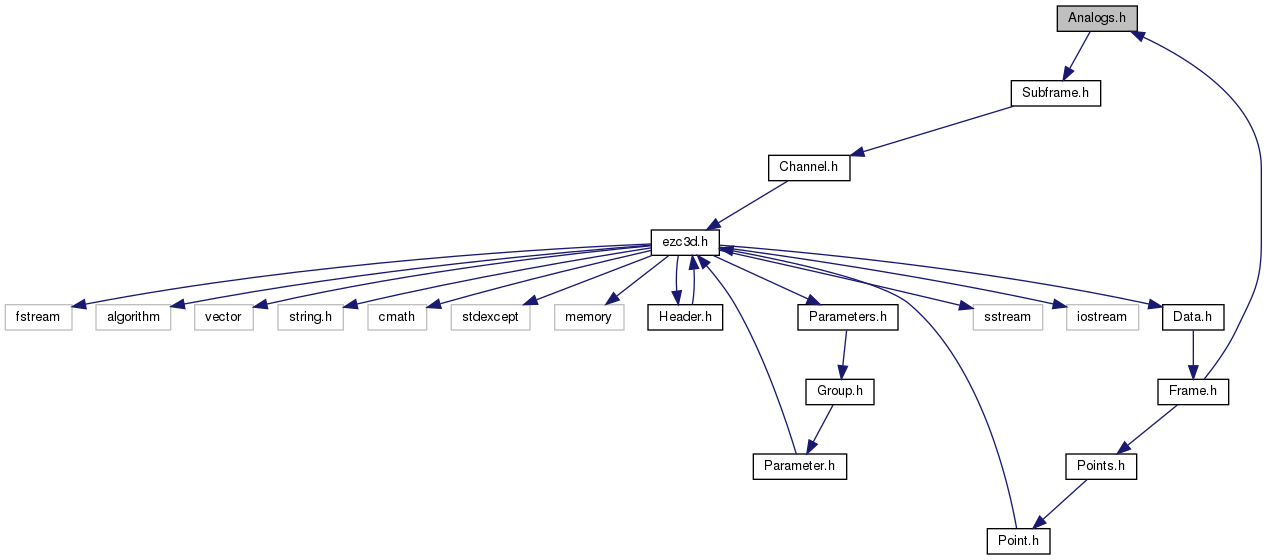 Analogs.h
Subframe.h
Channel.h
ezc3d.h
fstream
algorithm
vector
string.h
cmath
stdexcept
memory
Header.h
Parameters.h
sstream
iostream
Data.h
Group.h
Frame.h
Parameter.h
Points.h
Point.h